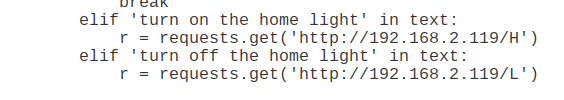 break
elif 'turn on the home light' in text:
r = requests.get('http://192.168.2.119/H')
elif 'turn off the home light' in text:
r = requests.get('http://192.168.2.119/L')